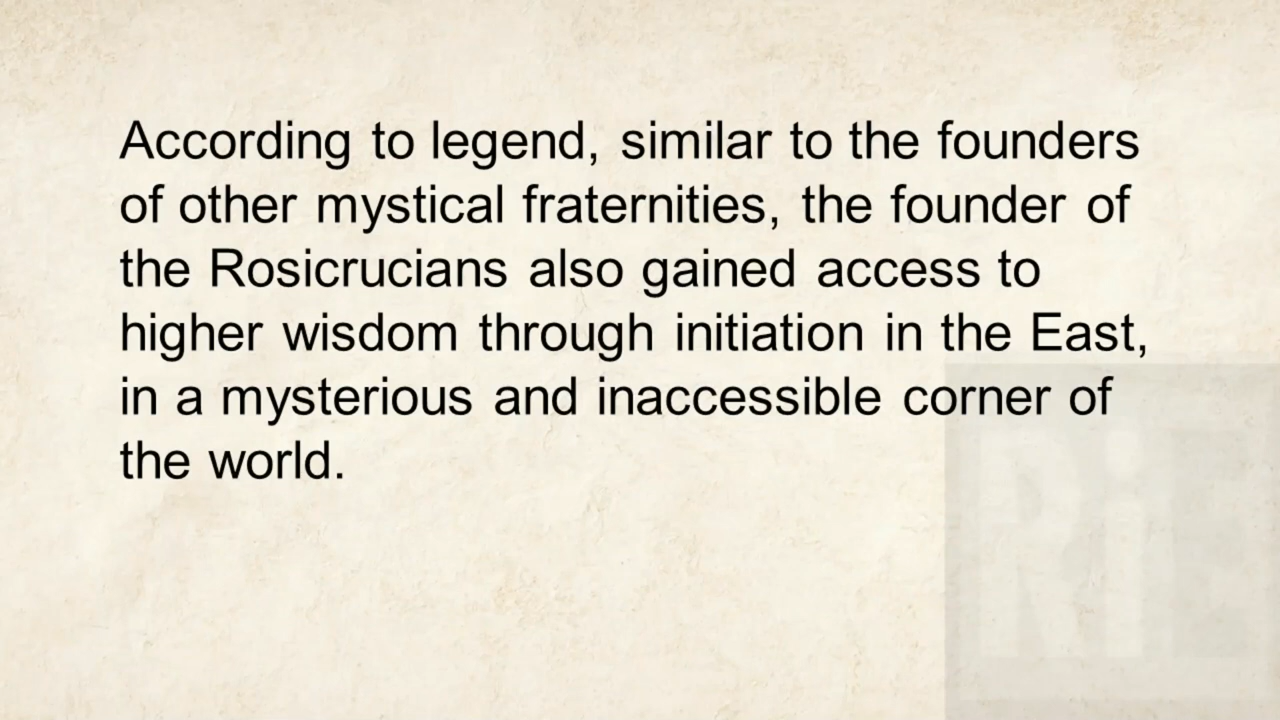 According to legend, similar to the founders
of other mystical fraternities, the founder of
the Rosicrucians also gained access to
higher wisdom through initiation in the East,
in a mysterious and inaccessible corner of
the world.